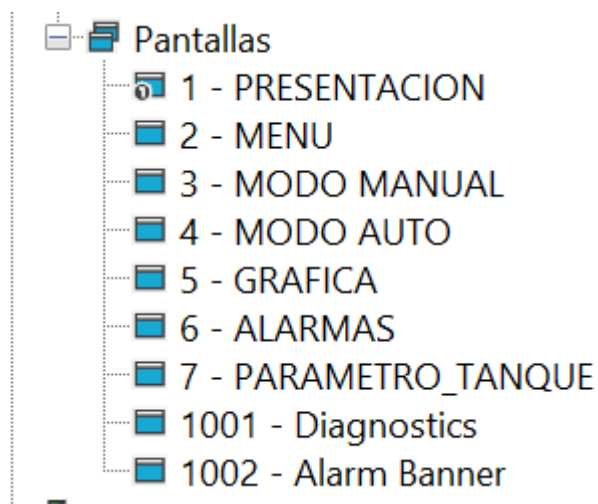 Pantallas
1 - PRESENTACION
2 - MENU
3 - MODO MANUAL
4 - MODO AUTO
5 - GRAFICA
6 - ALARMAS
7 - PARAMETRO_TANQUE
1001 - Diagnostics
1002 - Alarm Banner